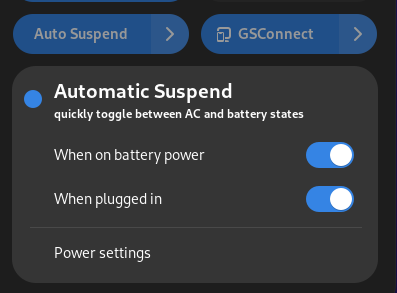 Auto Suspend
GSConnect
Automatic Suspend
quickly toggle between AC and battery states
When on battery power
When plugged in
Power settings